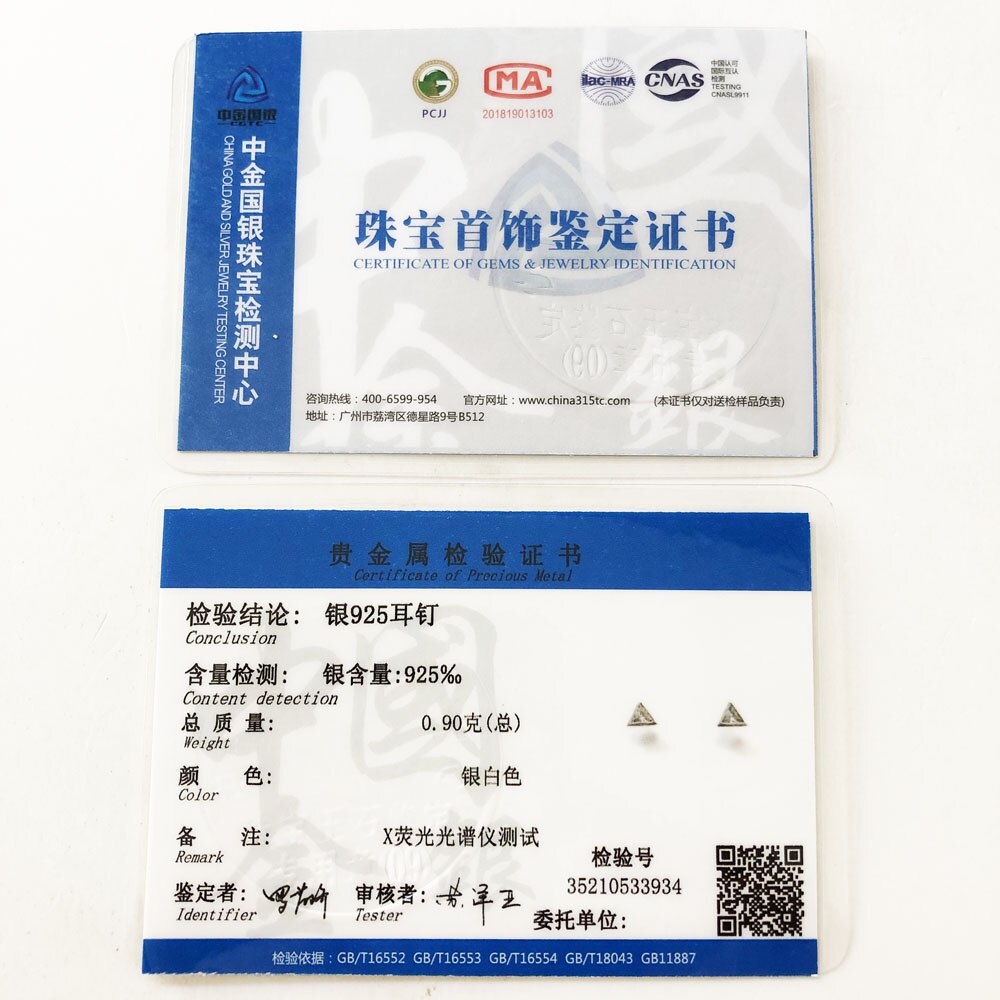 中金国银
CGTC
中金国银珠宝检测中心
CHINA GOLD AND SILVER JEWELRY TESTING CENTER
PCJJ
MA
201819013103
ilac-MRA
CNAS
中国认可
国际互认
检测
TESTING
CNASL9911
珠宝首饰鉴定证书
CERTIFICATE OF GEMS & JEWELRY IDENTIFICATION
咨询热线：400-6599-954 官方网址：www.china315tc.com (本证书仅对送检样品负责)
地址：广州市荔湾区德星路9号B512
贵金属检验证书
Certificate of Precious Metal
检验结论: 银925耳钉
Conclusion
含量检测: 银含量:925‰
Content detection
总质量: 0.90克(总)
Weight
颜 色: 银白色
Color
备 注: X荧光光谱仪测试
Remark
检验号
35210533934
鉴定者: 审核者:
Identifier Tester
委托单位:
检验依据：GB/T16552 GB/T16553 GB/T16554 GB/T18043 GB11887